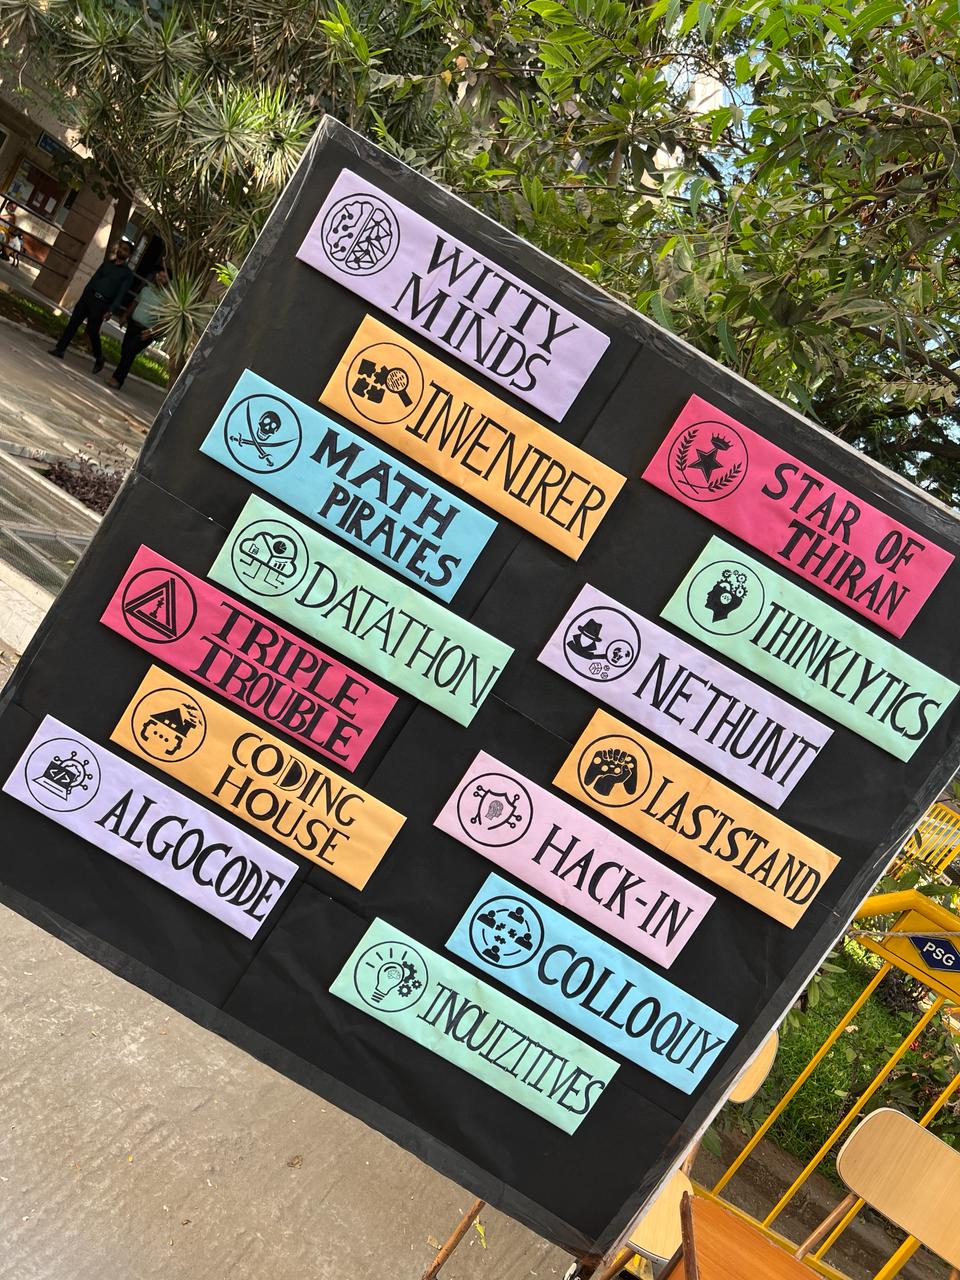 WITTY
MINDS
INVENIRER
MATH
PIRATES
DATATHON
TRIPLE
TROUBLE
CODING
HOUSE
ALGOCODE
STAR OF
THIRAN
THINKLYTICS
NETHUNT
LASTSTAND
HACK-IN
COLLOQUY
INQUIZITIVES
PSG